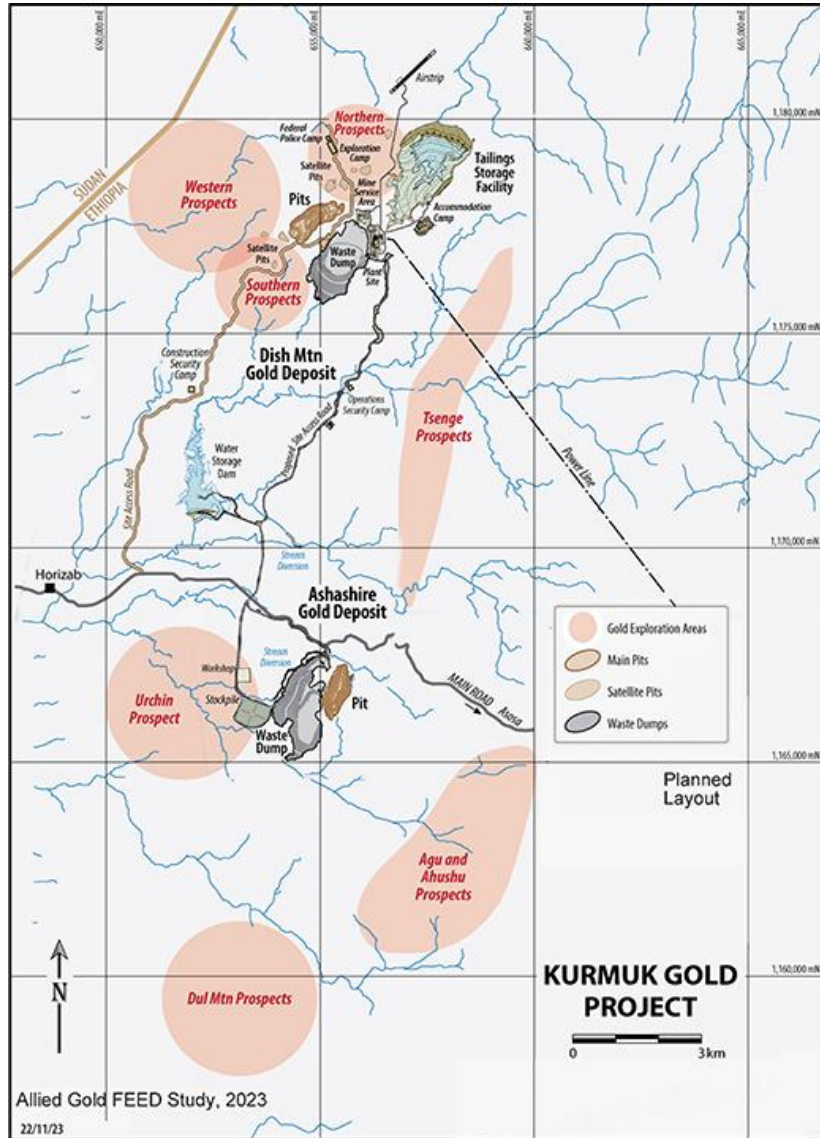 650,000 mE
655,000 mE
660,000 mE
665,000 mE
Airstrip
1,180,000 mN
Northern
Prospects
Federal
Police Camp
Exploration
Camp
Satellite
Pits
Mine
Service
Area
Tailings
Storage
Facility
SUDAN
ETHIOPIA
Western
Prospects
Pits
Accommodation
Camp
Satellite
Pits
Waste
Dump
Plant
Site
Southern
Prospects
1,175,000 mN
Construction
Security
Camp
Dish Mtn
Gold Deposit
Operations
Security Camp
Tsenge
Prospects
Proposed Site Access Road
Power Line
Water
Storage
Dam
Site Access Road
1,170,000 mN
Stream
Diversion
Horizab
Ashashire
Gold Deposit
Gold Exploration Areas
Main Pits
Satellite Pits
Waste Dumps
Stream
Diversion
Workshop
Urchin
Prospect
Stockpile
Pit
Waste
Dump
MAIN ROAD Asosa
1,165,000 mN
Planned
Layout
Agu and
Ahushu
Prospects
N
Dul Mtn Prospects
1,160,000 mN
KURMUK GOLD
PROJECT
0 3km
Allied Gold FEED Study, 2023
22/11/23